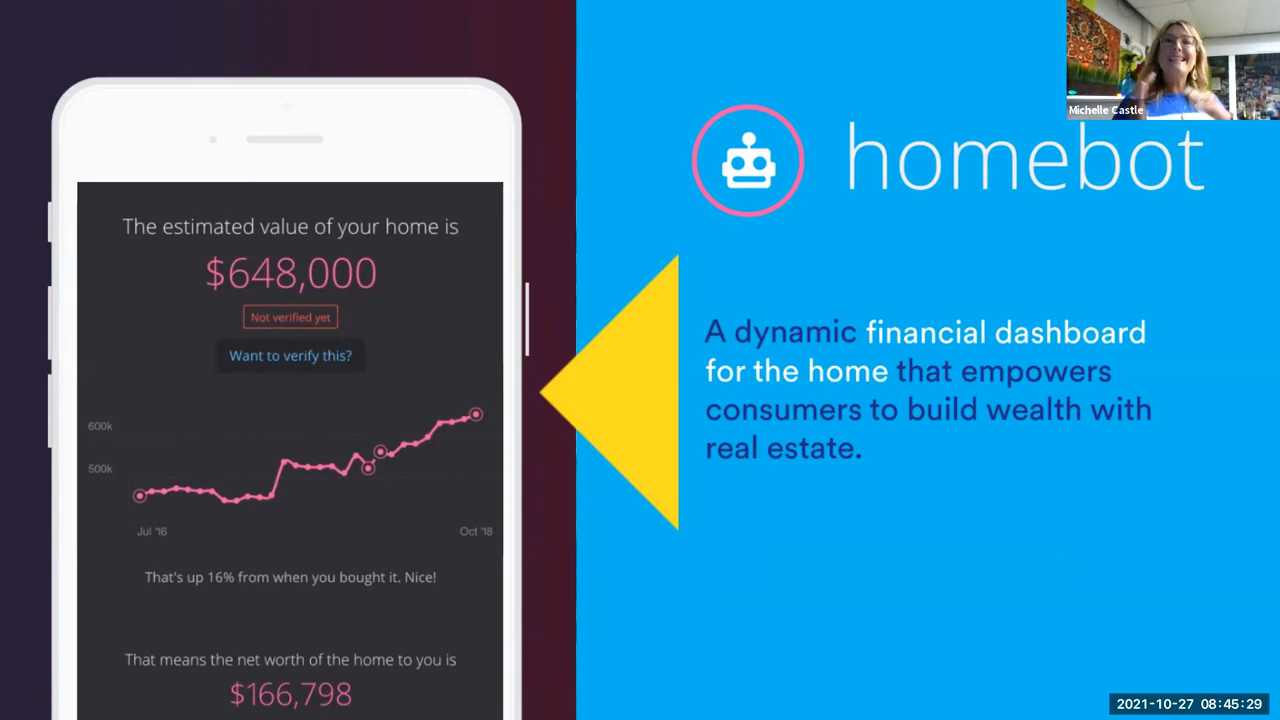 The estimated value of your home is
$648,000
Not verified yet
Want to verify this?
600k
500k
Jul '16
Oct '18
That's up 16% from when you bought it. Nice!
That means the net worth of the home to you is
$166,798
Michelle Castle
homebot
A dynamic financial dashboard
for the home that empowers
consumers to build wealth with
real estate.
2021-10-27 08:45:29